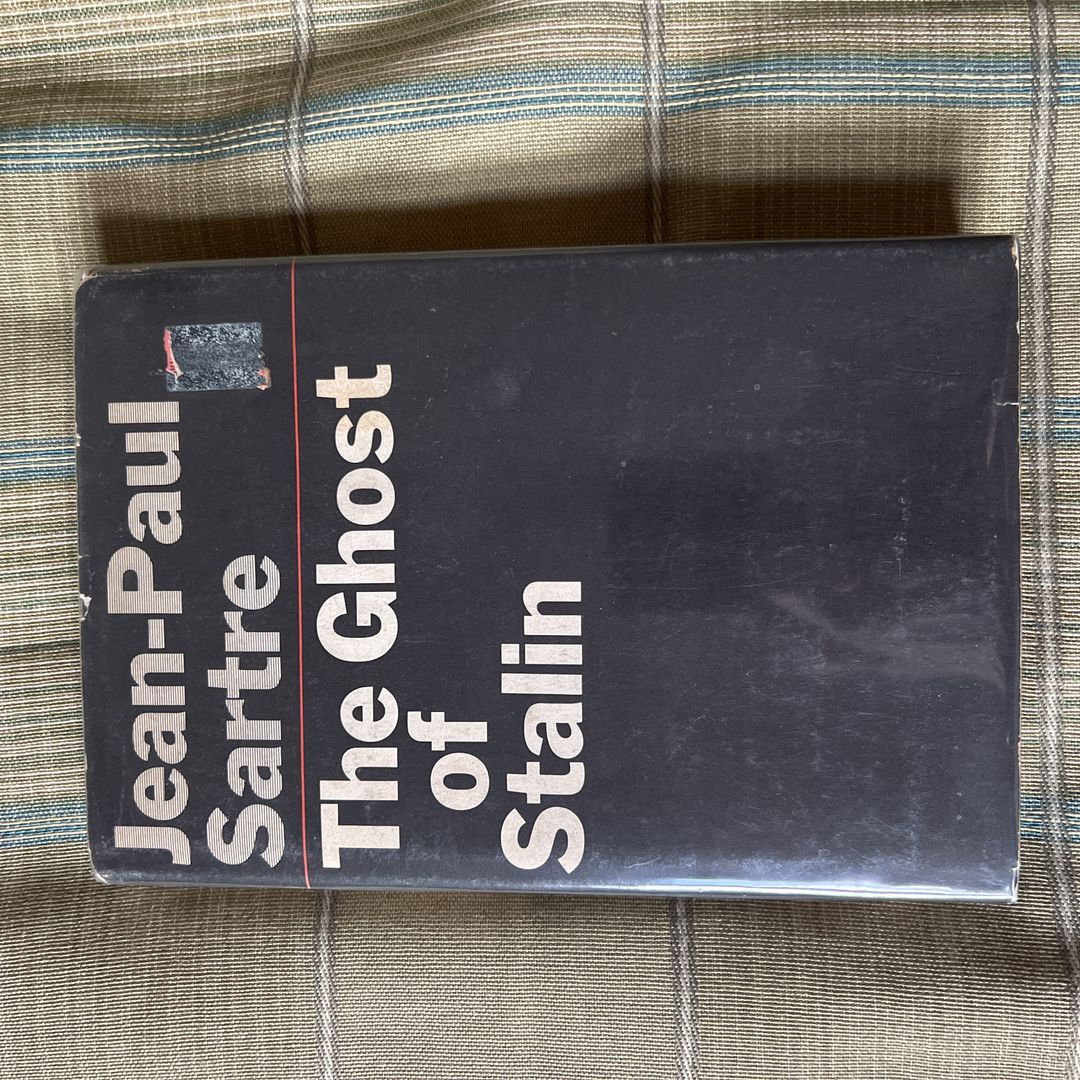 Jean-Paul
Sartre
The Ghost
of
Stalin